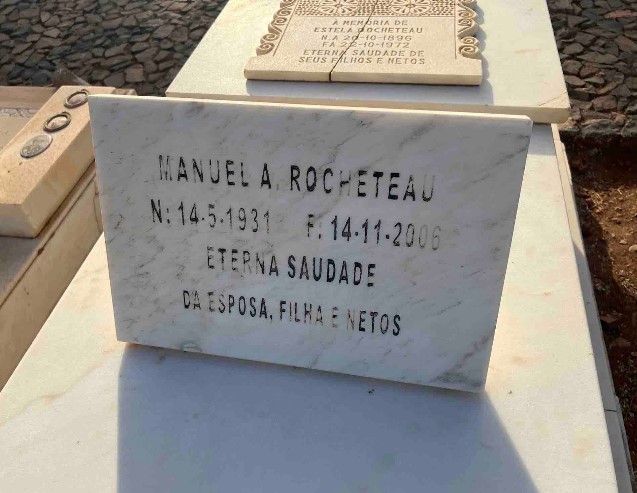 À MEMÓRIA DE
ESTELA ROCHETEAU
N.A 20-10-1896
FA 22-10-1972
ETERNA SAUDADE DE
SEUS FILHOS E NETOS
MANUEL A. ROCHETEAU
N: 14-5-1931 F: 14-11-2006
ETERNA SAUDADE
DA ESPOSA, FILHA E NETOS